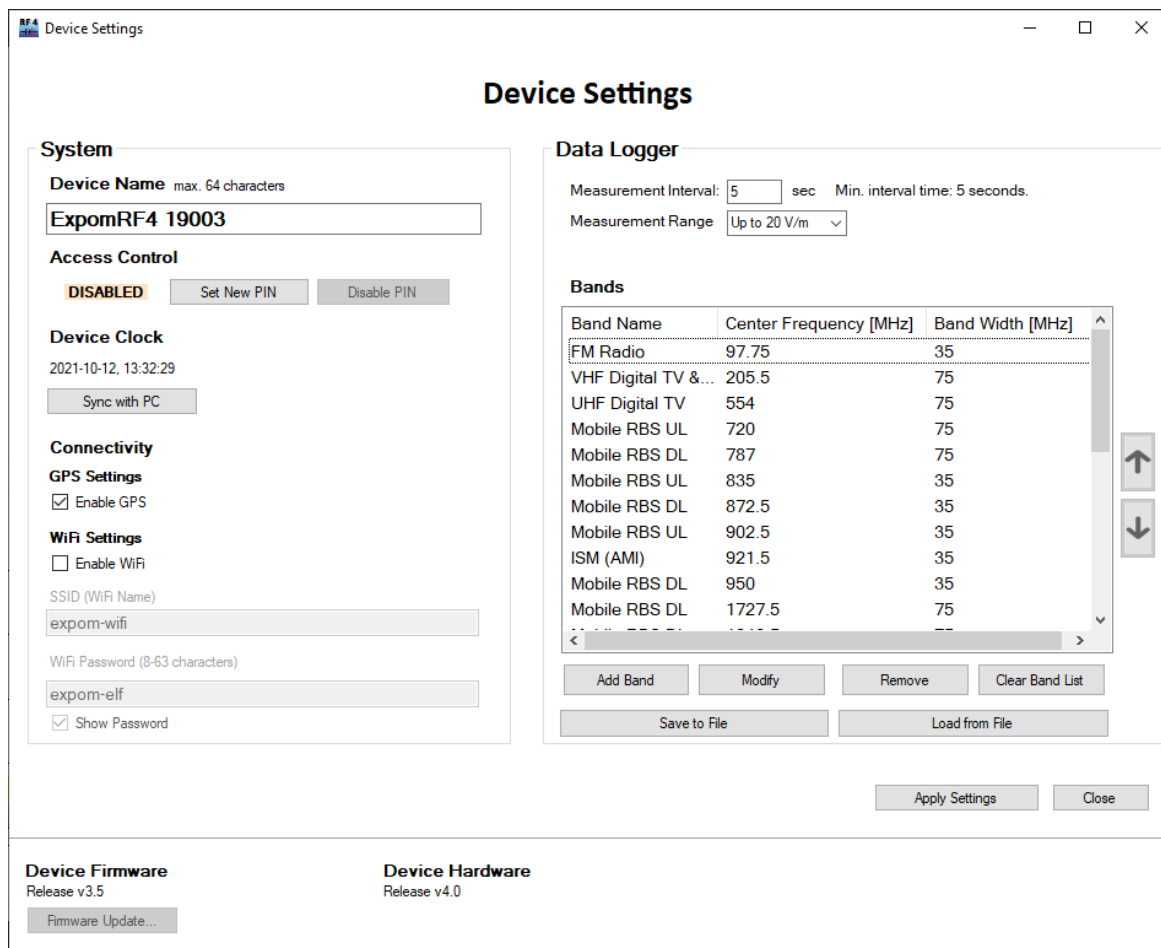 RF4
Device Settings
Device Settings
System
Device Name max. 64 characters
ExpomRF4 19003
Access Control
DISABLED Set New PIN Disable PIN
Device Clock
2021-10-12, 13:32:29
Sync with PC
Connectivity
GPS Settings
Enable GPS
WiFi Settings
Enable WiFi
SSID (WiFi Name)
expom-wifi
WiFi Password (8-63 characters)
expom-elf
Show Password
Data Logger
Measurement Interval: 5 sec Min. interval time: 5 seconds.
Measurement Range Up to 20 V/m
Bands
Band Name Center Frequency [MHz] Band Width [MHz]
FM Radio 97.75 35
VHF Digital TV &... 205.5 75
UHF Digital TV 554 75
Mobile RBS UL 720 75
Mobile RBS DL 787 75
Mobile RBS UL 835 35
Mobile RBS DL 872.5 35
Mobile RBS UL 902.5 35
ISM (AMI) 921.5 35
Mobile RBS DL 950 35
Mobile RBS DL 1727.5 75
Add Band Modify Remove Clear Band List
Save to File Load from File
Apply Settings Close
Device Firmware
Release v3.5
Firmware Update...
Device Hardware
Release v4.0